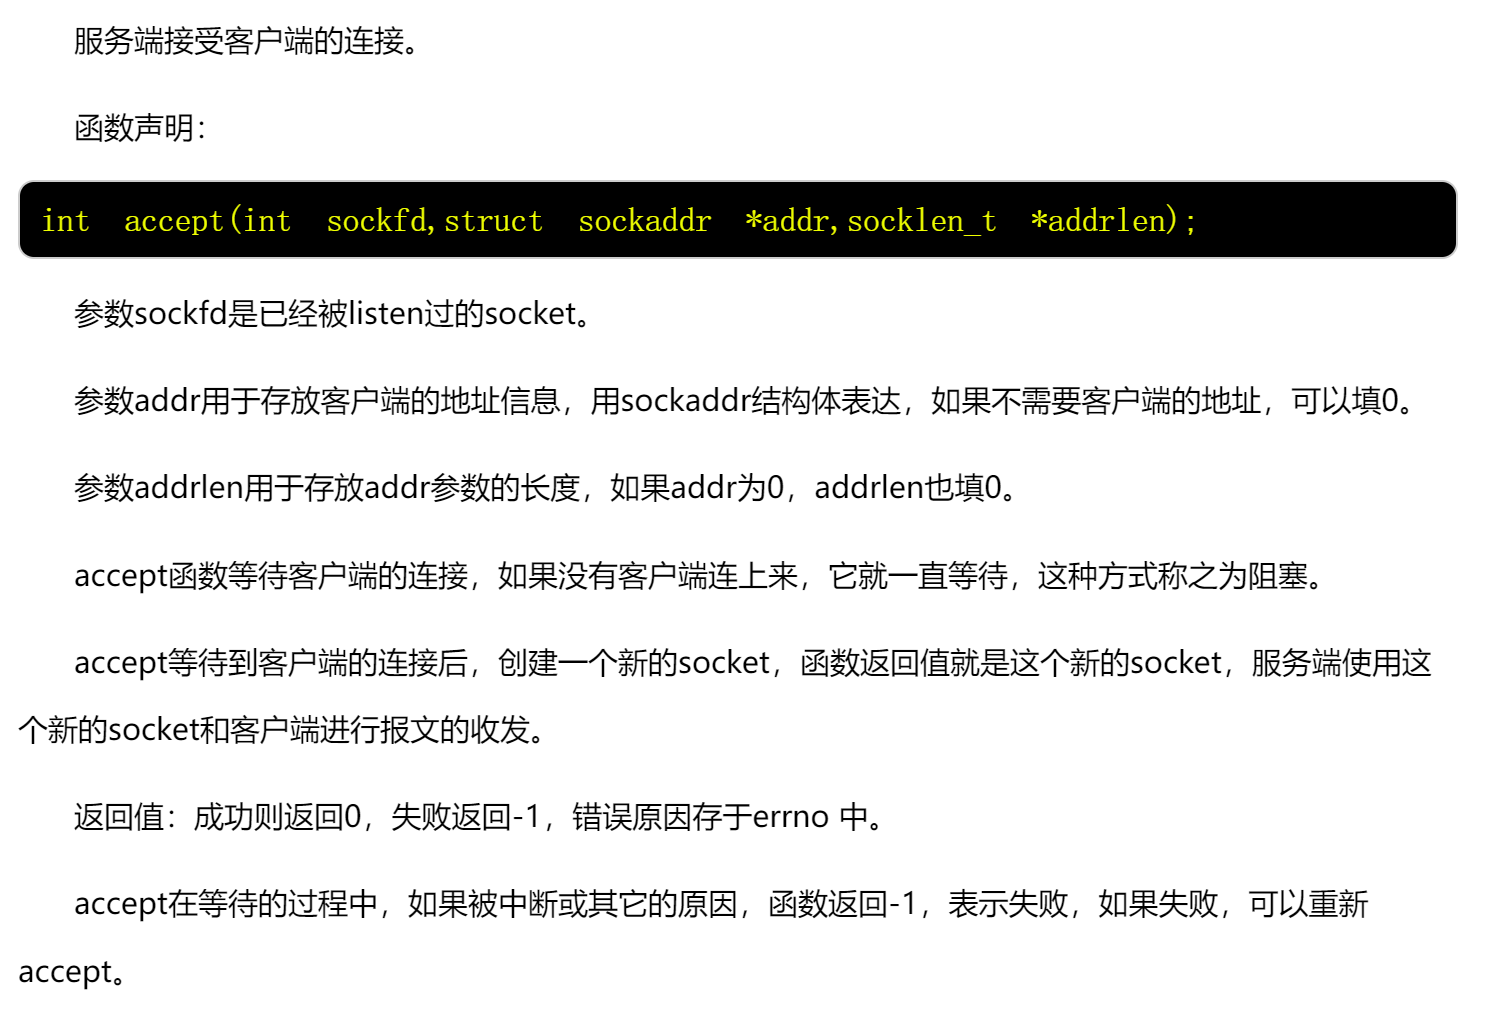 服务端接受客户端的连接。
函数声明：
int  accept(int  sockfd,struct  sockaddr  *addr,socklen_t  *addrlen);
参数sockfd是已经被listen过的socket。
参数addr用于存放客户端的地址信息，用sockaddr结构体表达，如果不需要客户端的地址，可以填0。
参数addrlen用于存放addr参数的长度，如果addr为0，addrlen也填0。
accept函数等待客户端的连接，如果没有客户端连上来，它就一直等待，这种方式称之为阻塞。
accept等待到客户端的连接后，创建一个新的socket，函数返回值就是这个新的socket，服务端使用这
个新的socket和客户端进行报文的收发。
返回值：成功则返回0，失败返回-1，错误原因存于errno 中。
accept在等待的过程中，如果被中断或其它的原因，函数返回-1，表示失败，如果失败，可以重新
accept。